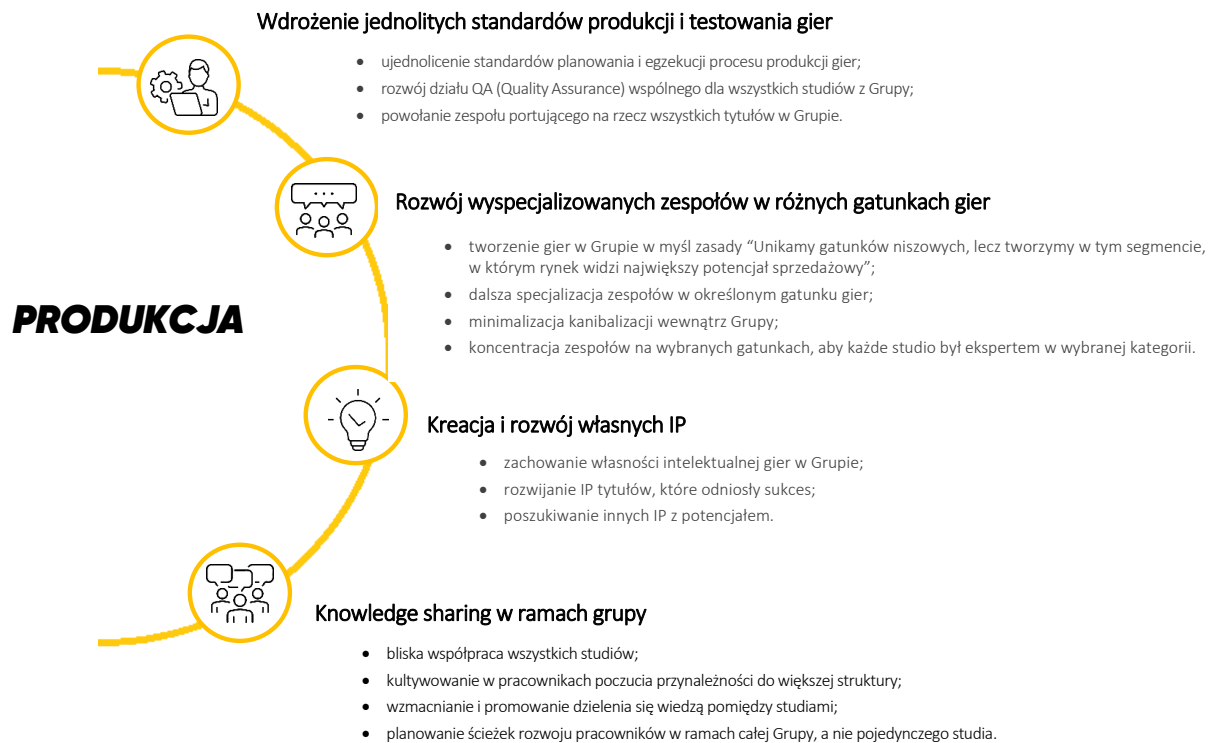 Wdrożenie jednolitych standardów produkcji i testowania gier
• ujednolicenie standardów planowania i egzekucji procesu produkcji gier;
• rozwój działu QA (Quality Assurance) wspólnego dla wszystkich studiów z Grupy;
• powołanie zespołu portującego na rzecz wszystkich tytułów w Grupie.
Rozwój wyspecjalizowanych zespołów w różnych gatunkach gier
• tworzenie gier w Grupie w myśl zasady “Unikamy gatunków niszowych, lecz tworzymy w tym segmencie,
w którym rynek widzi największy potencjał sprzedażowy”;
• dalsza specjalizacja zespołów w określonym gatunku gier;
• minimalizacja kanibalizacji wewnątrz Grupy;
• koncentracja zespołów na wybranych gatunkach, aby każde studio był ekspertem w wybranej kategorii.
PRODUKCJA
Kreacja i rozwój własnych IP
• zachowanie własności intelektualnej gier w Grupie;
• rozwijanie IP tytułów, które odniosły sukces;
• poszukiwanie innych IP z potencjałem.
Knowledge sharing w ramach grupy
• bliska współpraca wszystkich studiów;
• kultywowanie w pracownikach poczucia przynależności do większej struktury;
• wzmacnianie i promowanie dzielenia się wiedzą pomiędzy studiami;
• planowanie ścieżek rozwoju pracowników w ramach całej Grupy, a nie pojedynczego studia.